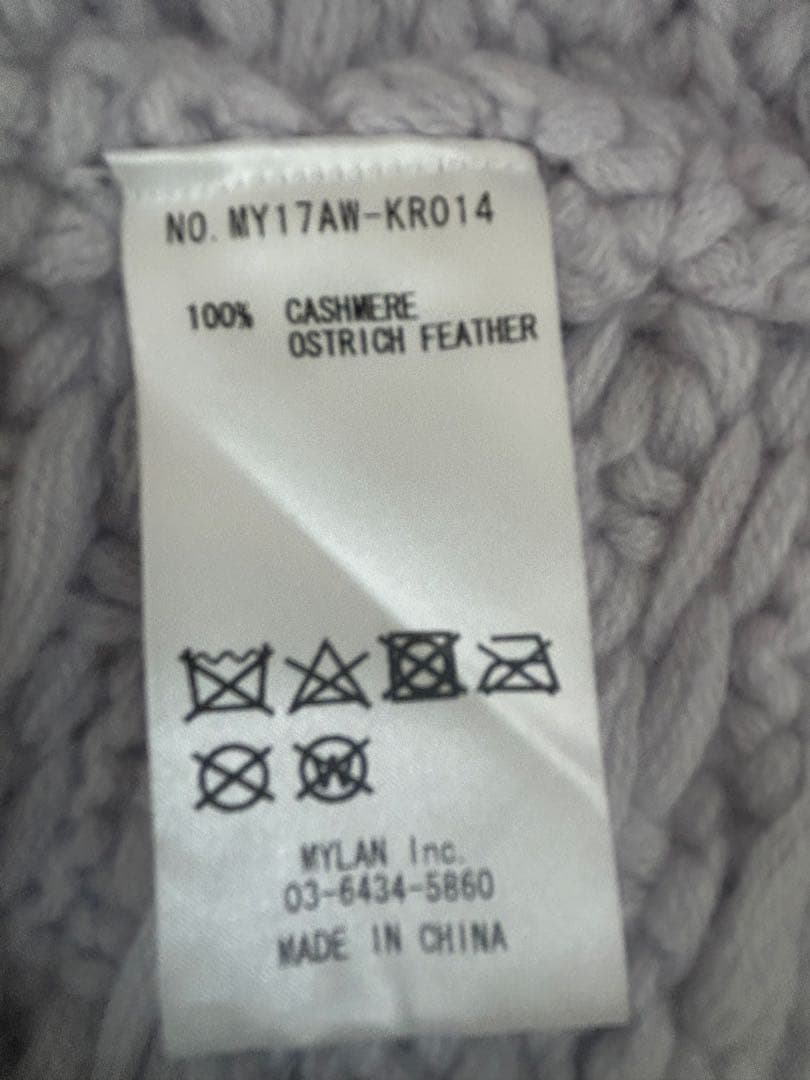 NO. MY17AW-KR014
100% CASHMERE
OSTRICH FEATHER
W
MYLAN Inc.
03-6434-5860
MADE IN CHINA